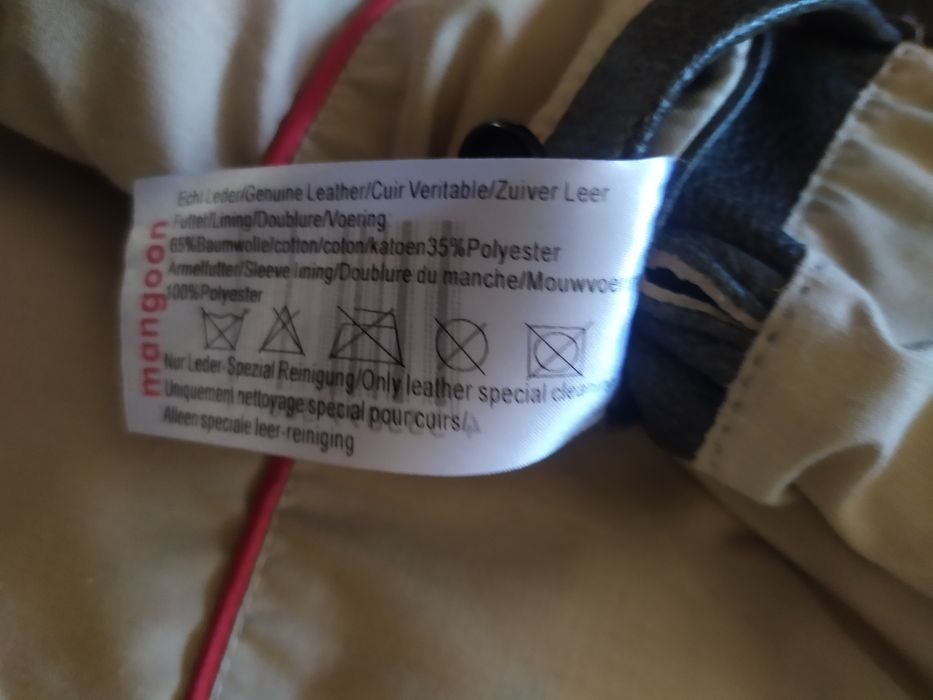 mangoon
Echt Leder/Genuine Leather/Cuir Veritable/Zuiver Leer
Futter/Lining/Doublure/Voering:
65%Baumwolle/cotton/coton/katoen35%Polyester
Ärmelfutter/Sleeve lining/Doublure du manche/Mouwvoer
100%Polyester
Nur Leder-Spezial Reinigung/Only leather special
Uniquement nettoyage special pour cuirs/
Alleen speciale leer-reiniging